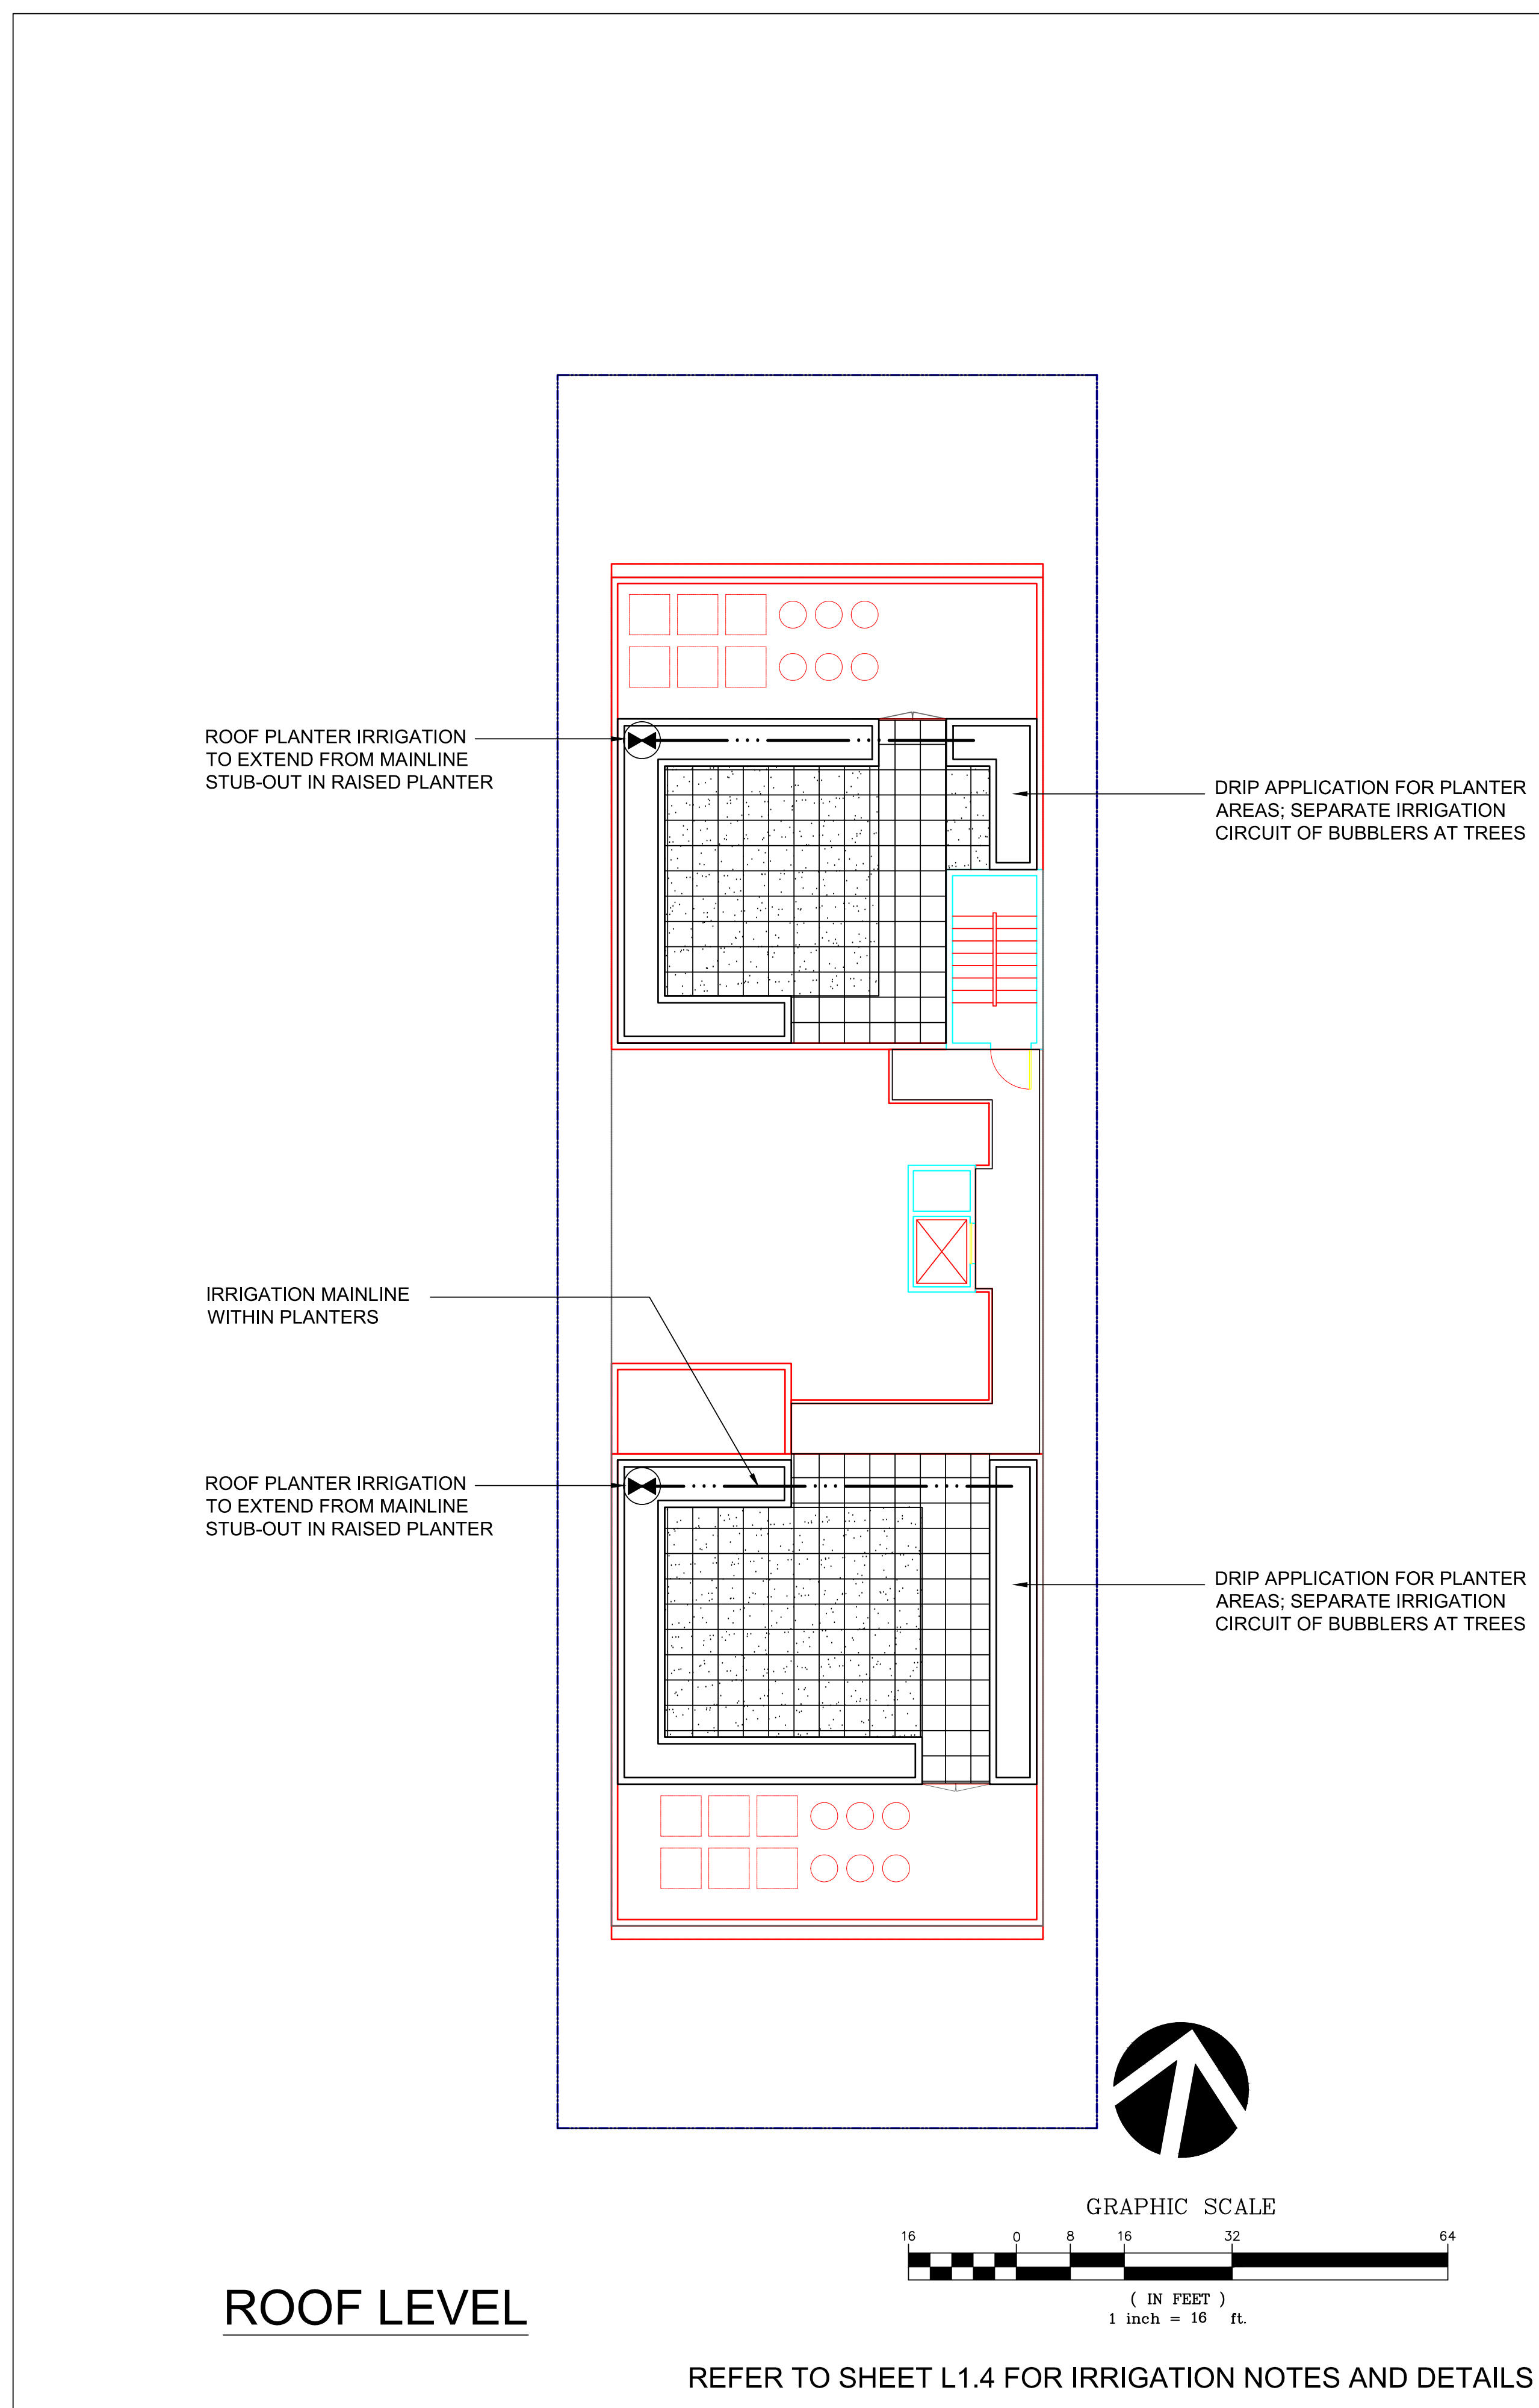 ROOF PLANTER IRRIGATION
TO EXTEND FROM MAINLINE
STUB-OUT IN RAISED PLANTER
DRIP APPLICATION FOR PLANTER
AREAS; SEPARATE IRRIGATION
CIRCUIT OF BUBBLERS AT TREES
IRRIGATION MAINLINE
WITHIN PLANTERS
ROOF PLANTER IRRIGATION
TO EXTEND FROM MAINLINE
STUB-OUT IN RAISED PLANTER
DRIP APPLICATION FOR PLANTER
AREAS; SEPARATE IRRIGATION
CIRCUIT OF BUBBLERS AT TREES
GRAPHIC SCALE
16 0 8 16 32 64
( IN FEET )
1 inch = 16 ft.
ROOF LEVEL
REFER TO SHEET L1.4 FOR IRRIGATION NOTES AND DETAILS